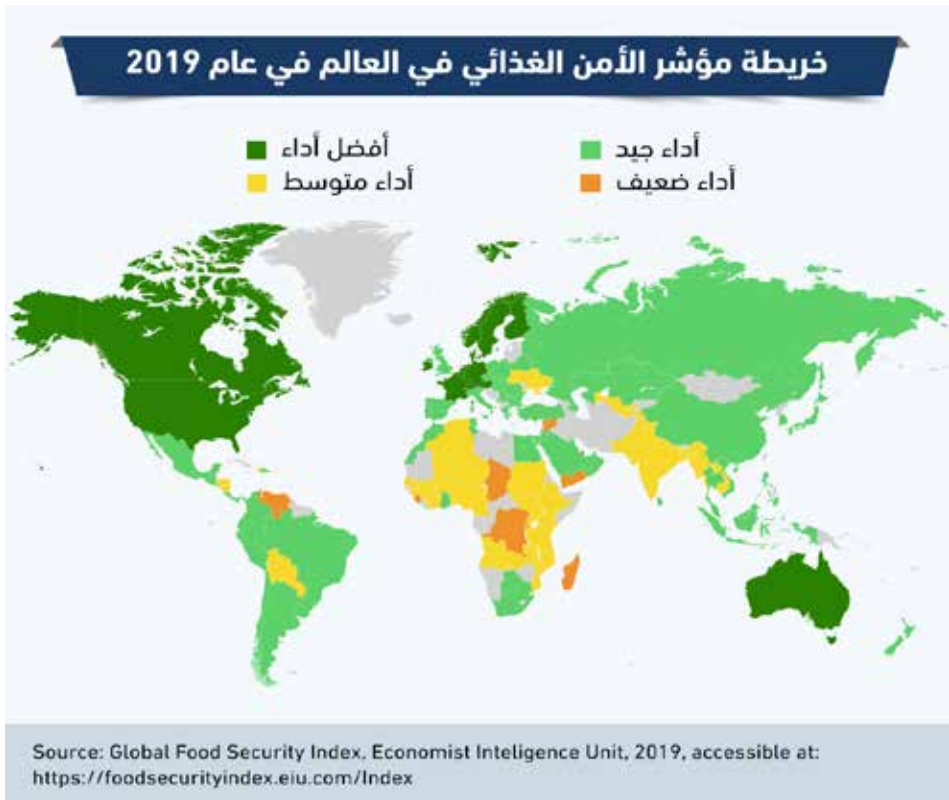 خريطة مؤشر الأمن الغذائي في العالم في عام 2019
أداء جيد
أفضل أداء
أداء ضعيف
أداء متوسط
Source: Global Food Security Index, Economist Inteligence Unit, 2019, accessible at:
https://foodsecurityindex.eiu.com/Index